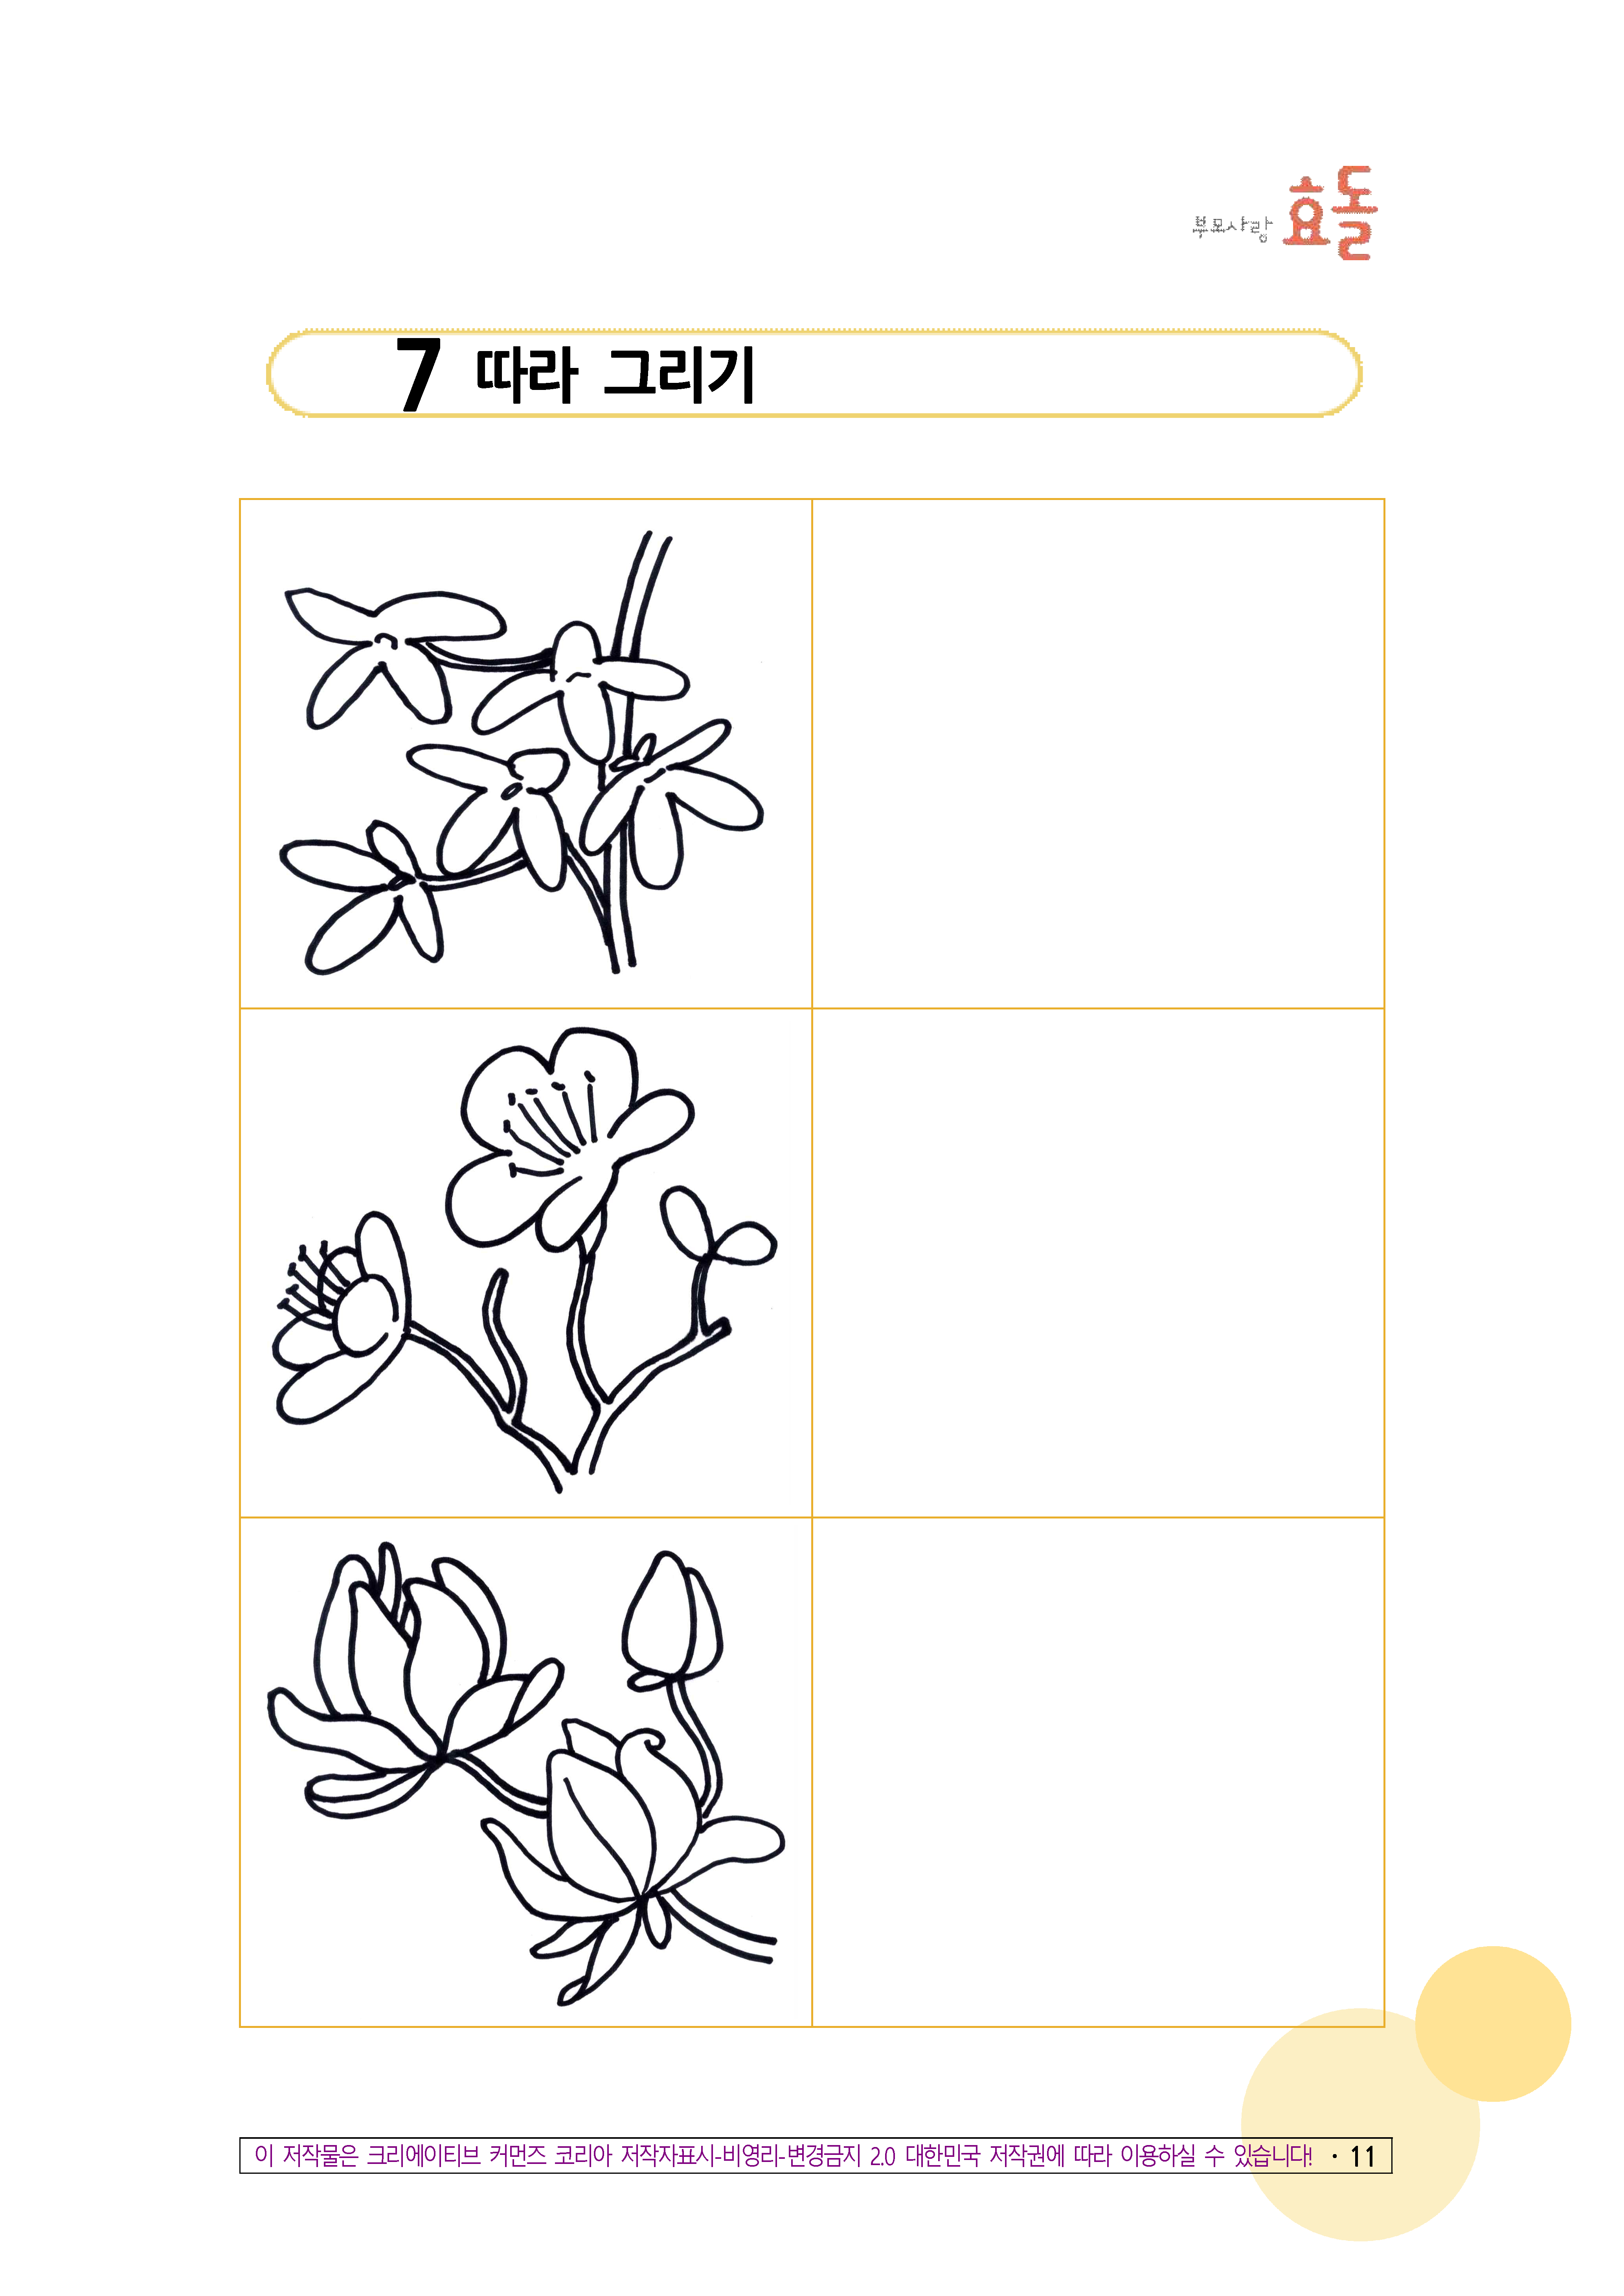 부모사랑 효돌
7 따라 그리기
이 저작물은 크리에이티브 커먼즈 코리아 저작자표시-비영리-변경금지 2.0 대한민국 저작권에 따라 이용하실 수 있습니다! · 11